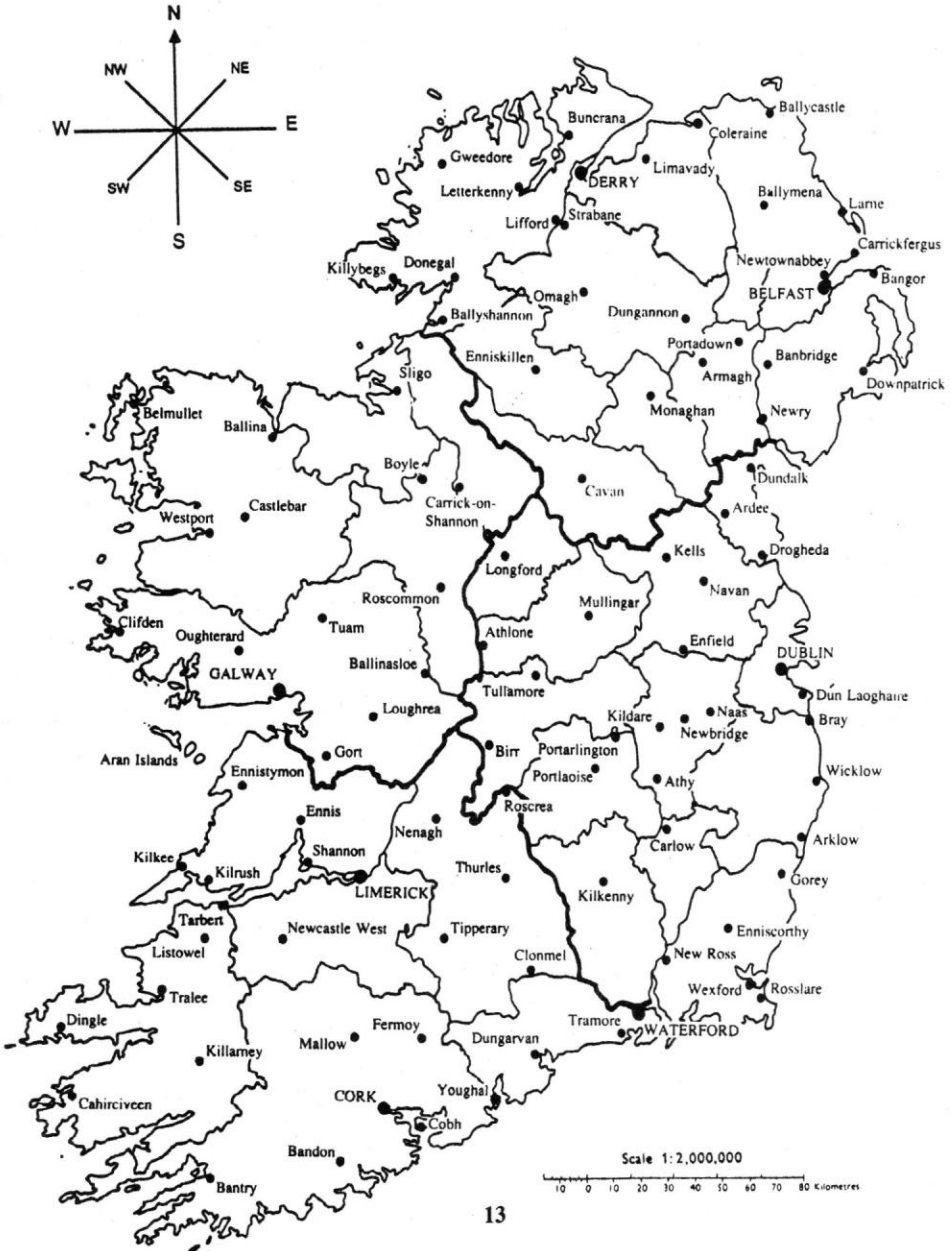 N
NW
NE
W
E
SW
SE
S
Ballycastle
Buncrana
Coleraine
Gweedore
Limavady
DERRY
Letterkenny
Ballymena
Larne
Lifford
Strabane
Carrickfergus
Newtownabbey
Killybegs
Donegal
Bangor
BELFAST
Omagh
Ballyshannon
Dungannon
Portadown
Enniskillen
Banbridge
Armagh
Sligo
Downpatrick
Belmullet
Monaghan
Newry
Ballina
Boyle
Dundalk
Cavan
Carrick-on-
Shannon
Castlebar
Ardee
Westport
Drogheda
Kells
Longford
Navan
Roscommon
Mullingar
Clifden
Tuam
Oughterard
Athlone
Enfield
DUBLIN
Ballinasloe
GALWAY
Tullamore
Dun Laoghaire
Loughrea
Naas
Kildare
Bray
Newbridge
Aran Islands
Gort
Birr
Portarlington
Ennistymon
Portlaoise
Wicklow
Athy
Roscrea
Ennis
Nenagh
Carlow
Arklow
Shannon
Kilkee
Thurles
Kilrush
LIMERICK
Gorey
Kilkenny
Tarbert
Newcastle West
Tipperary
Enniscorthy
Listowel
Clonmel
New Ross
Wexford
Rosslare
Tralee
Dingle
Fermoy
Tramore
WATERFORD
Mallow
Dungarvan
Killarney
CORK
Youghal
Cahirciveen
Cobh
Bandon
Scale 1:2,000,000
Bantry
10 0 10 20 30 40 60 80 Kilometres
13